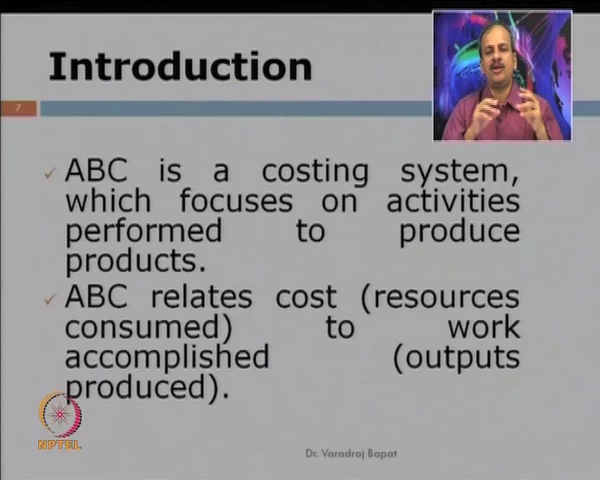 Introduction
7
ABC is a costing system,
which focuses on activities
performed to produce
products.
ABC relates cost (resources
consumed) to work
accomplished (outputs
produced).
NPTEL
Dr. Varadraj Bapat